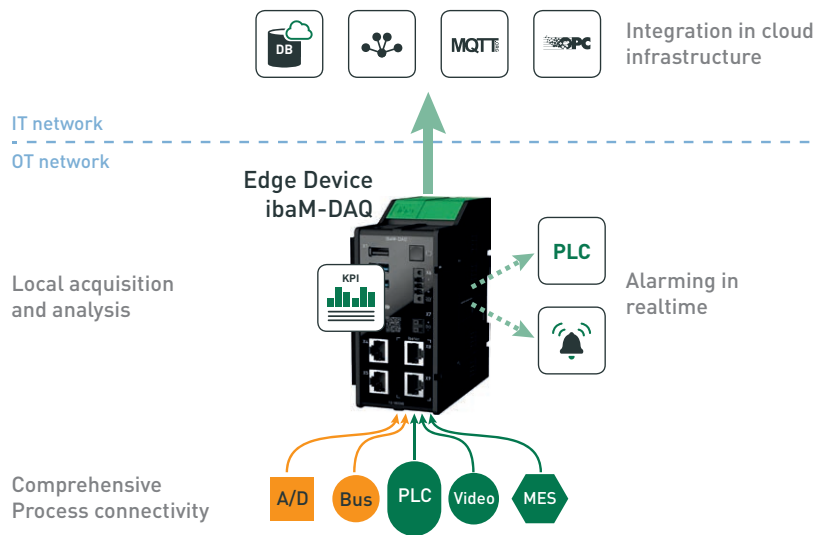 DB
MQTT
OPC
Integration in cloud
infrastructure
IT network
OT network
Edge Device
ibaM-DAQ
KPI
PLC
Local acquisition
and analysis
Alarming in
realtime
A/D
Bus
PLC
Video
MES
Comprehensive
Process connectivity